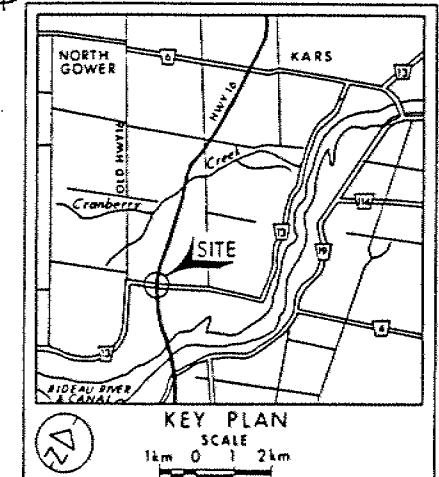 NORTH GOWER
6
KARS
13
HWY 16
OLD HWY 16
Creek
Cranberry
SITE
13
114
19
6
13
RIDEAU RIVER
& CANAL
KEY PLAN
SCALE
1km 0 1 2km
N